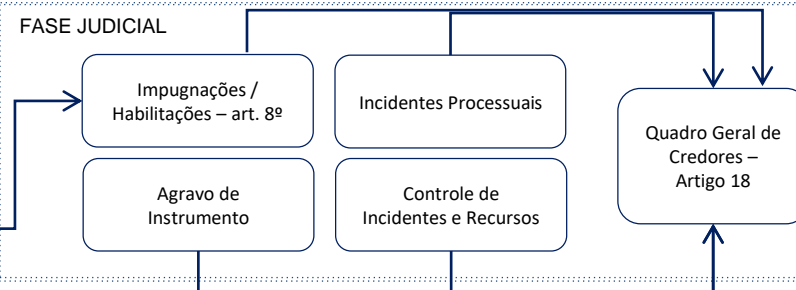 FASE JUDICIAL
Impugnações /
Habilitações – art. 8º
Incidentes Processuais
Quadro Geral de
Credores –
Artigo 18
Agravo de
Instrumento
Controle de
Incidentes e Recursos